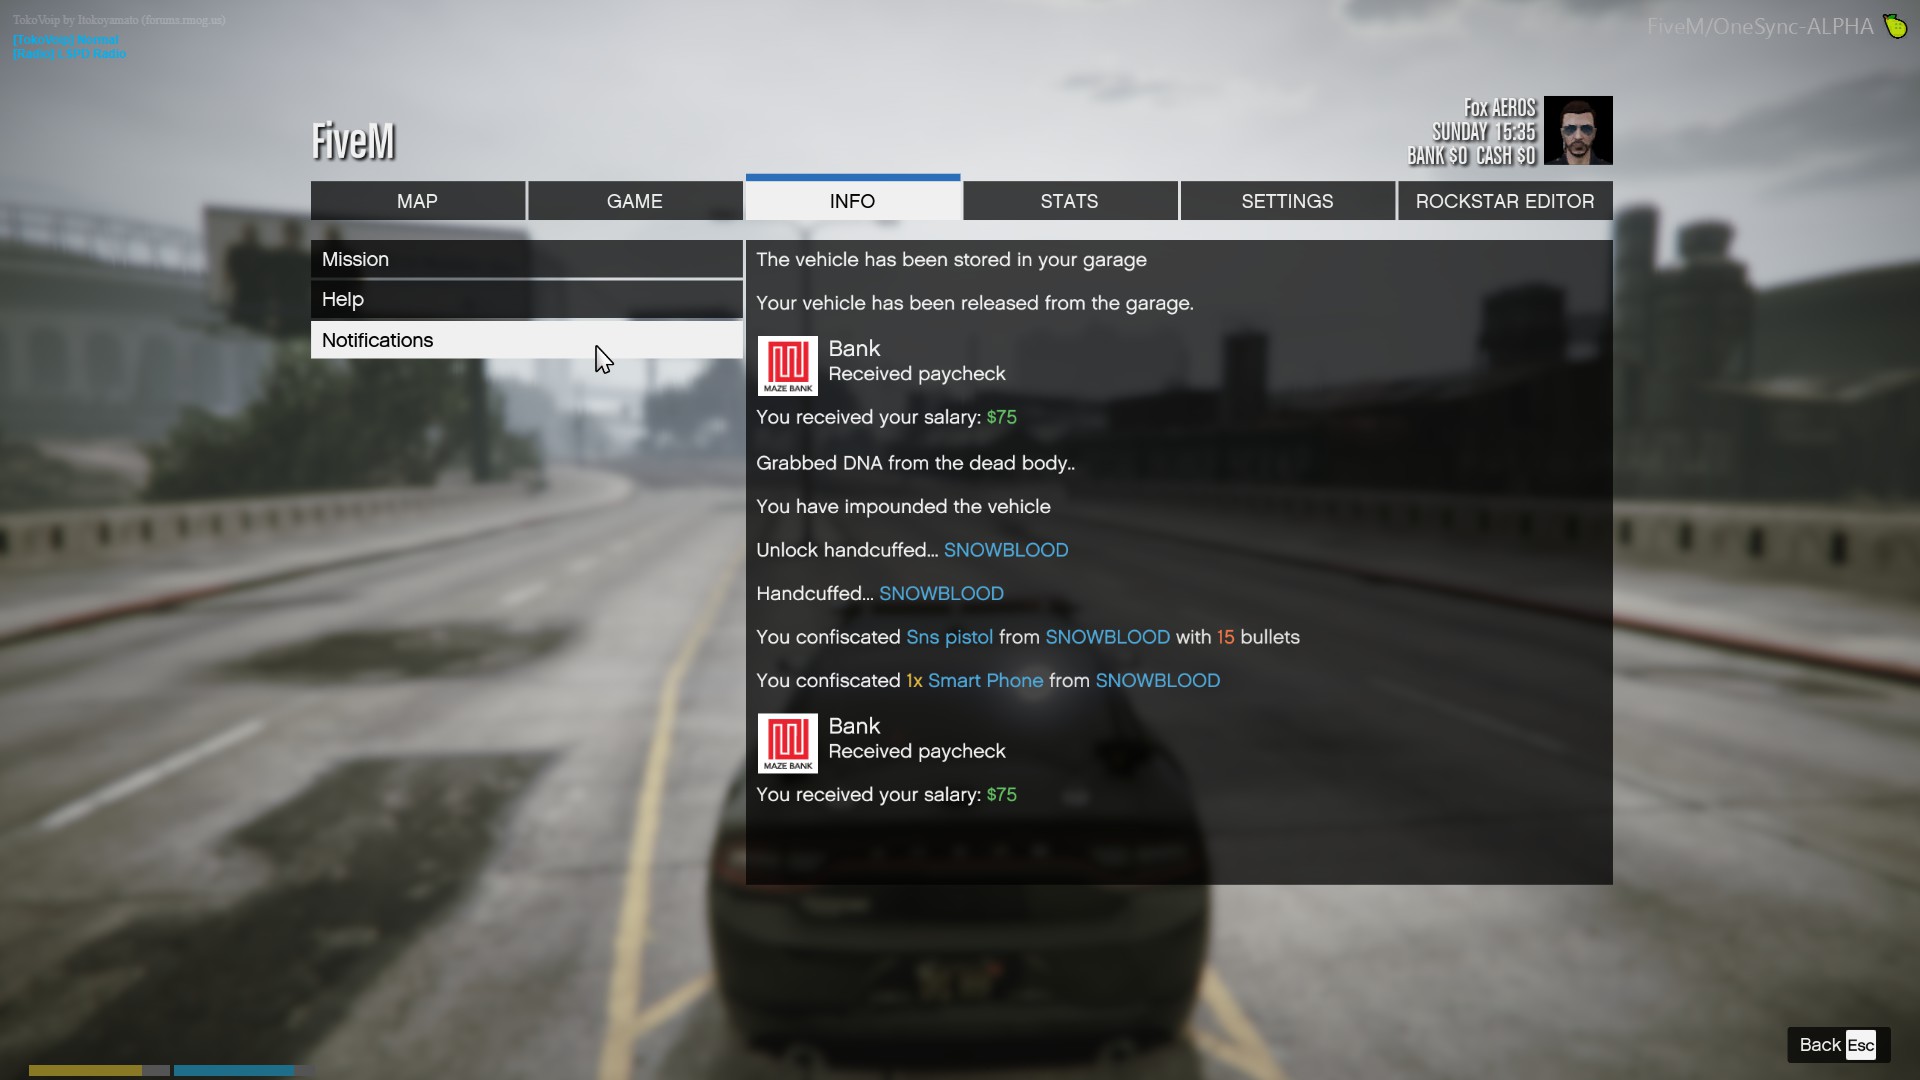 TokoVoip by Itokoyamato (forums.rmog.us)
[TokoVoip] Normal
[Radio] LSPD Radio
FiveM/OneSync-ALPHA
FiveM
Fox AEROS
SUNDAY 15:35
BANK $0 CASH $0
MAP
GAME
INFO
STATS
SETTINGS
ROCKSTAR EDITOR
Mission
Help
Notifications
The vehicle has been stored in your garage
Your vehicle has been released from the garage.
MAZE BANK
Bank
Received paycheck
You received your salary: $75
Grabbed DNA from the dead body..
You have impounded the vehicle
Unlock handcuffed... SNOWBLOOD
Handcuffed... SNOWBLOOD
You confiscated Sns pistol from SNOWBLOOD with 15 bullets
You confiscated 1x Smart Phone from SNOWBLOOD
MAZE BANK
Bank
Received paycheck
You received your salary: $75
Back Esc